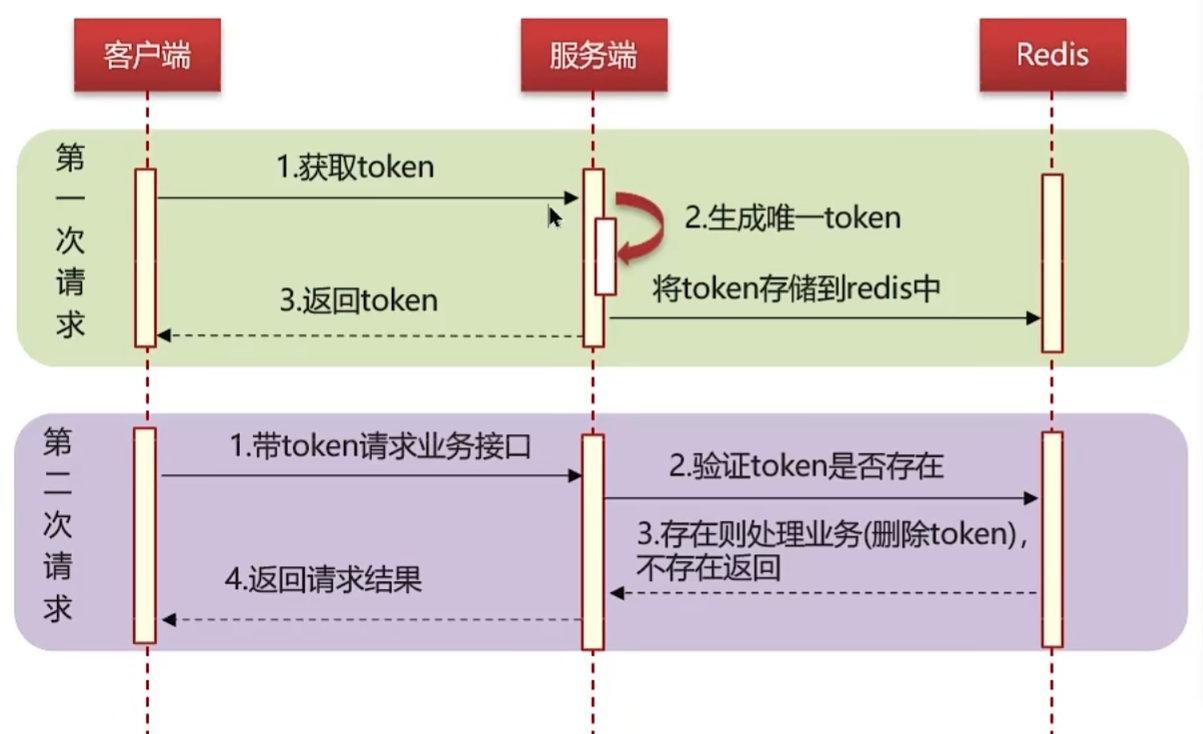 客户端
服务端
Redis
第一次请求
1.获取token
2.生成唯一token
将token存储到redis中
3.返回token
第二次请求
1.带token请求业务接口
2.验证token是否存在
3.存在则处理业务(删除token)，
不存在返回
4.返回请求结果